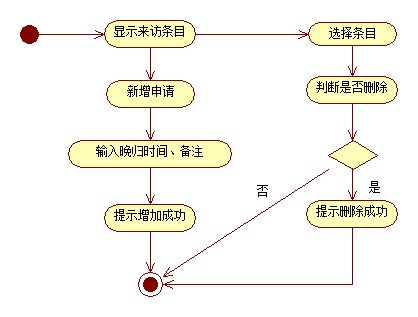 显示来访条目
选择条目
新增申请
判断是否删除
输入晚归时间、备注
否
是
提示增加成功
提示删除成功